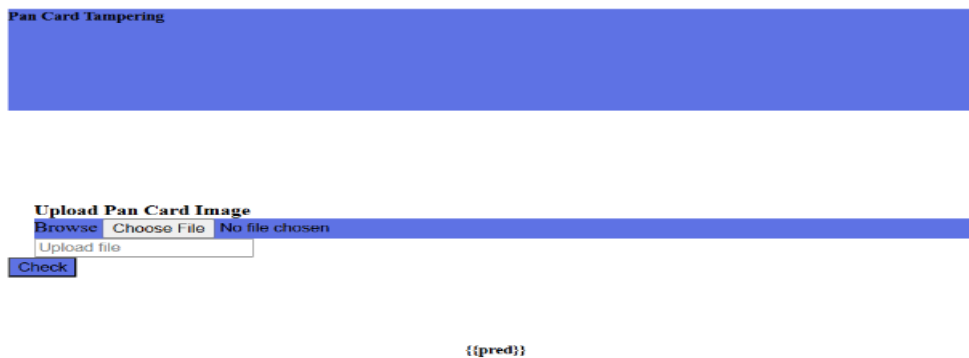 Pan Card Tampering
Upload Pan Card Image
Browse Choose File No file chosen
Upload file
Check
{{pred}}